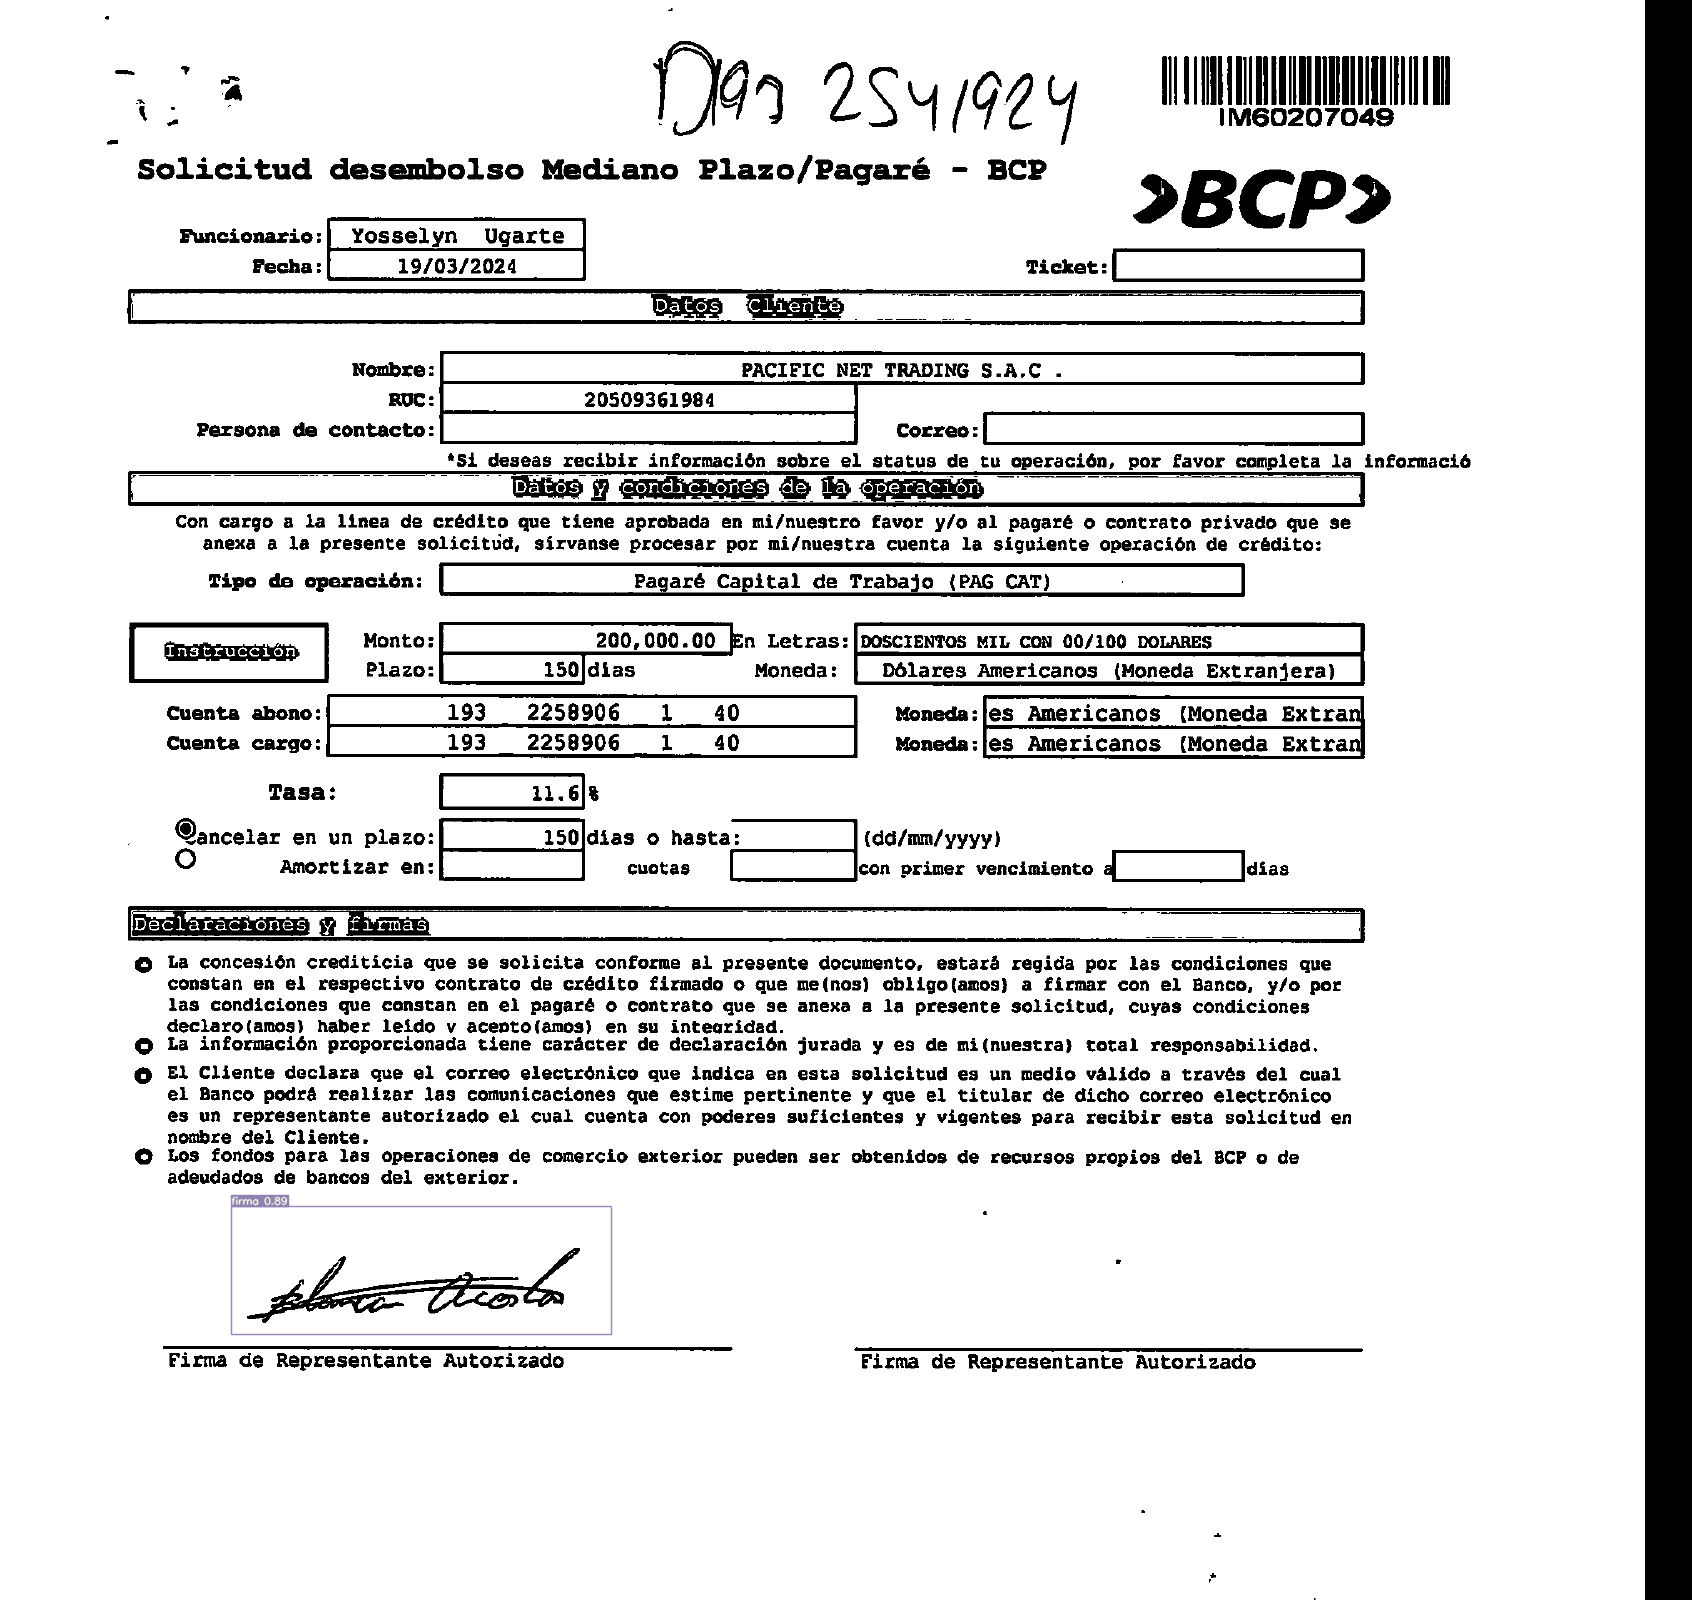 Dan 2541924
IM60207049
Solicitud desembolso Mediano Plazo/Pagaré - BCP
BCP
Funcionario: Yosselyn Ugarte
Fecha: 19/03/2024
Ticket:
Datos Cliente
Nombre: PACIFIC NET TRADING S.A.C .
RUC: 20509361984
Persona de contacto: Correo:
*Si deseas recibir información sobre el status de tu operación, por favor completa la informació
Datos y condiciones de la operación
Con cargo a la linea de crédito que tiene aprobada en mi/nuestro favor y/o al pagaré o contrato privado que se
anexa a la presente solicitud, sírvanse procesar por mi/nuestra cuenta la siguiente operación de crédito:
Tipo de operación: Pagaré Capital de Trabajo (PAG CAT)
Instrucción
Monto: 200,000.00 En Letras: DOSCIENTOS MIL CON 00/100 DOLARES
Plazo: 150 días Moneda: Dólares Americanos (Moneda Extranjera)
Cuenta abono: 193 2258906 1 40 Moneda: es Americanos (Moneda Extran
Cuenta cargo: 193 2258906 1 40 Moneda: es Americanos (Moneda Extran
Tasa: 11.6 %
ancelar en un plazo: 150 días o hasta: (dd/mm/yyyy)
Amortizar en: cuotas con primer vencimiento a días
Declaraciones y firmas
La concesión crediticia que se solicita conforme al presente documento, estará regida por las condiciones que
constan en el respectivo contrato de crédito firmado o que me(nos) obligo(amos) a firmar con el Banco, y/o por
las condiciones que constan en el pagaré o contrato que se anexa a la presente solicitud, cuyas condiciones
declaro(amos) haber leído y acepto(amos) en su integridad.
La información proporcionada tiene carácter de declaración jurada y es de mi(nuestra) total responsabilidad.
El Cliente declara que el correo electrónico que indica en esta solicitud es un medio válido a través del cual
el Banco podrá realizar las comunicaciones que estime pertinente y que el titular de dicho correo electrónico
es un representante autorizado el cual cuenta con poderes suficientes y vigentes para recibir esta solicitud en
nombre del Cliente.
Los fondos para las operaciones de comercio exterior pueden ser obtenidos de recursos propios del BCP o de
adeudados de bancos del exterior.
firma 0.89
Firma de Representante Autorizado
Firma de Representante Autorizado